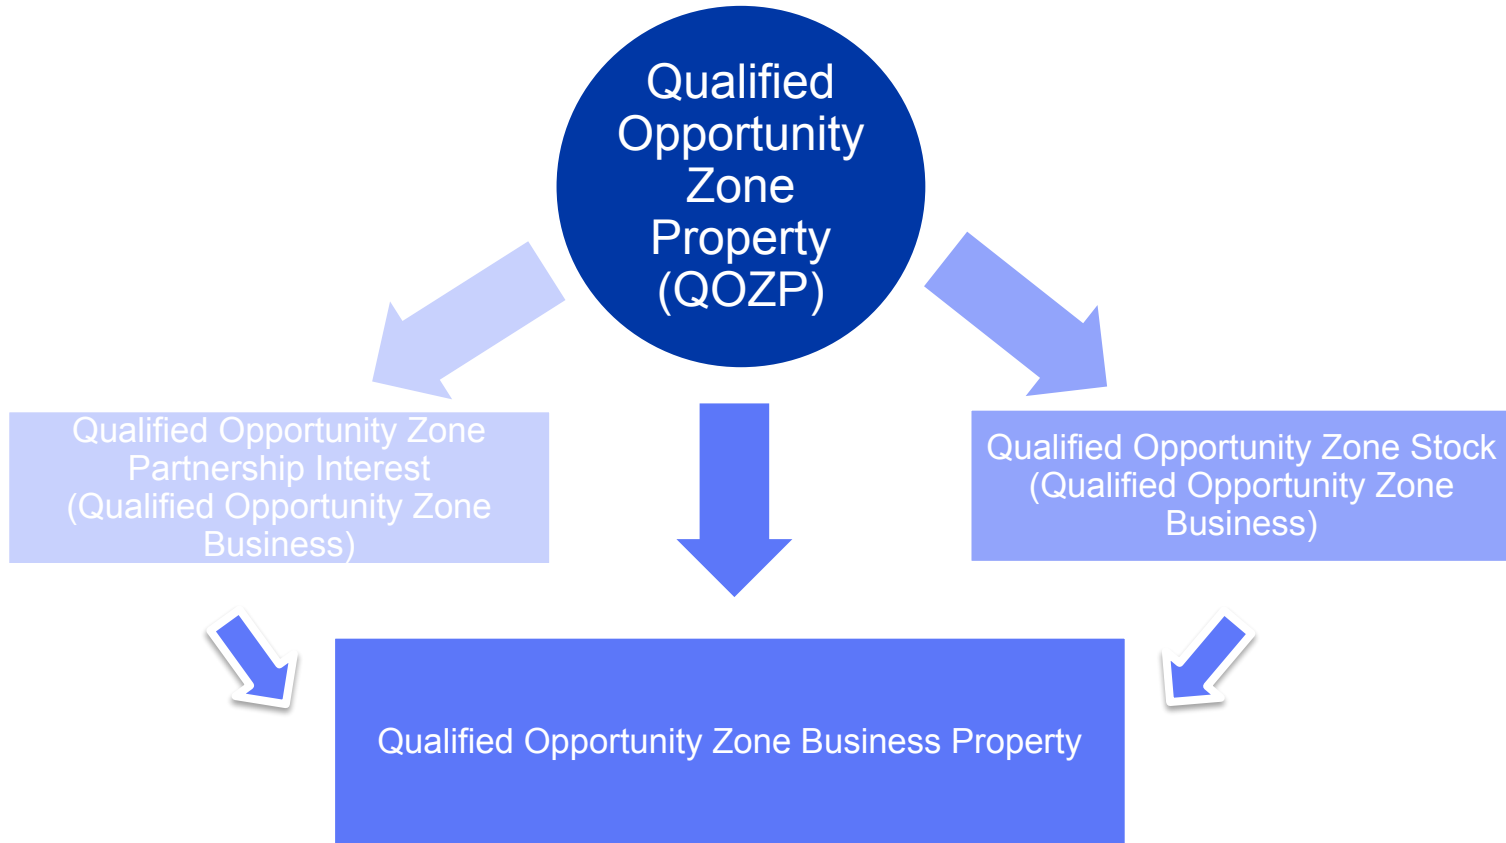 Qualified
Opportunity
Zone
Property
(QOZP)
Qualified Opportunity Zone
Partnership Interest
(Qualified Opportunity Zone
Business)
Qualified Opportunity Zone Stock
(Qualified Opportunity Zone
Business)
Qualified Opportunity Zone Business Property